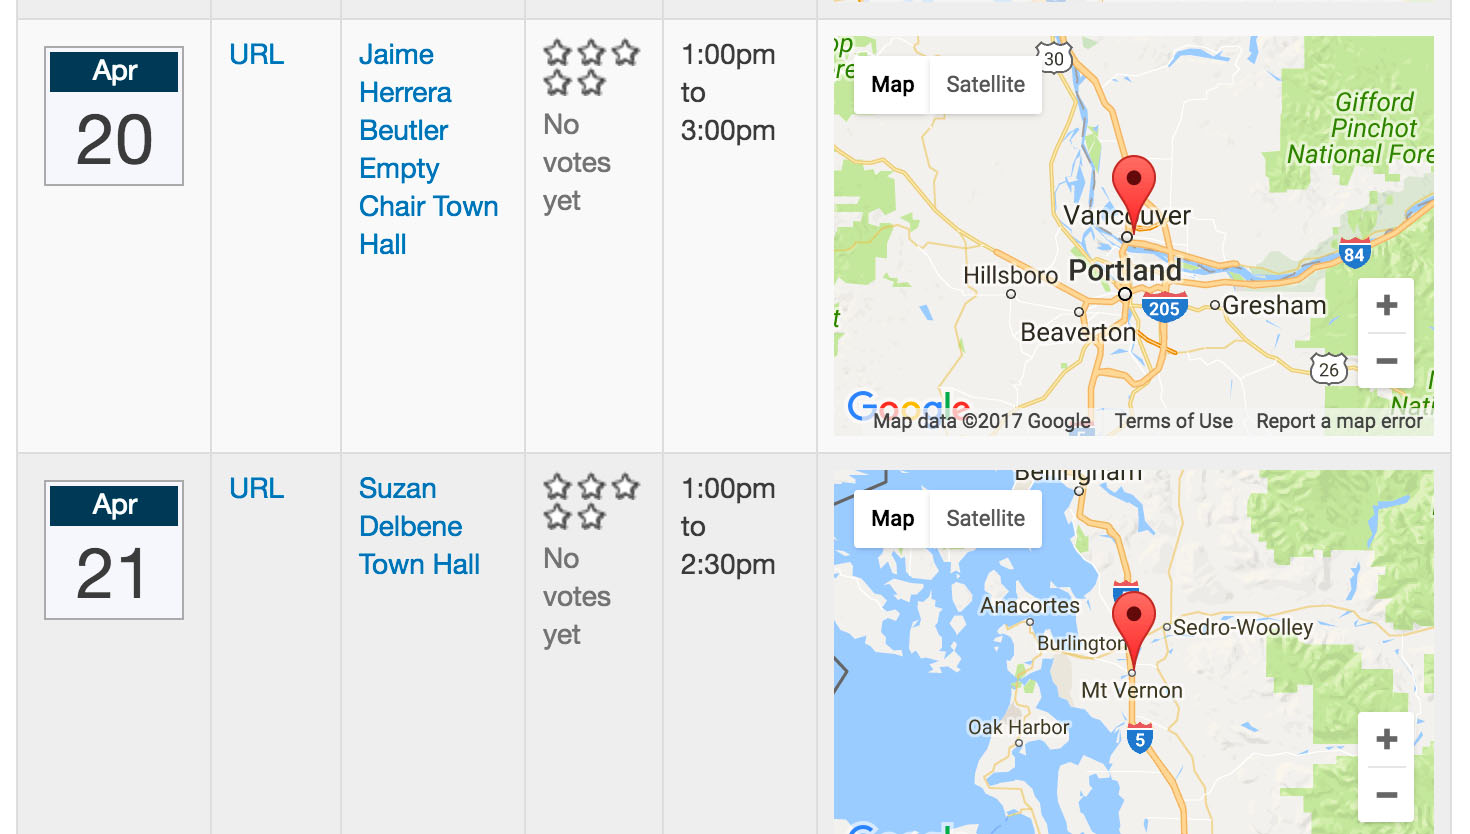 Apr
20
URL
Jaime
Herrera
Beutler
Empty
Chair Town
Hall
No
votes
yet
1:00pm
to
3:00pm
Map Satellite
30
Gifford
Pinchot
National Fore
Vancouver
84
Hillsboro Portland
205
Gresham
Beaverton
26
Google
Map data ©2017 Google Terms of Use Report a map error
Apr
21
URL
Suzan
Delbene
Town Hall
No
votes
yet
1:00pm
to
2:30pm
Bellingham
Map Satellite
Anacortes
Sedro-Woolley
Burlington
Mt Vernon
Oak Harbor
5